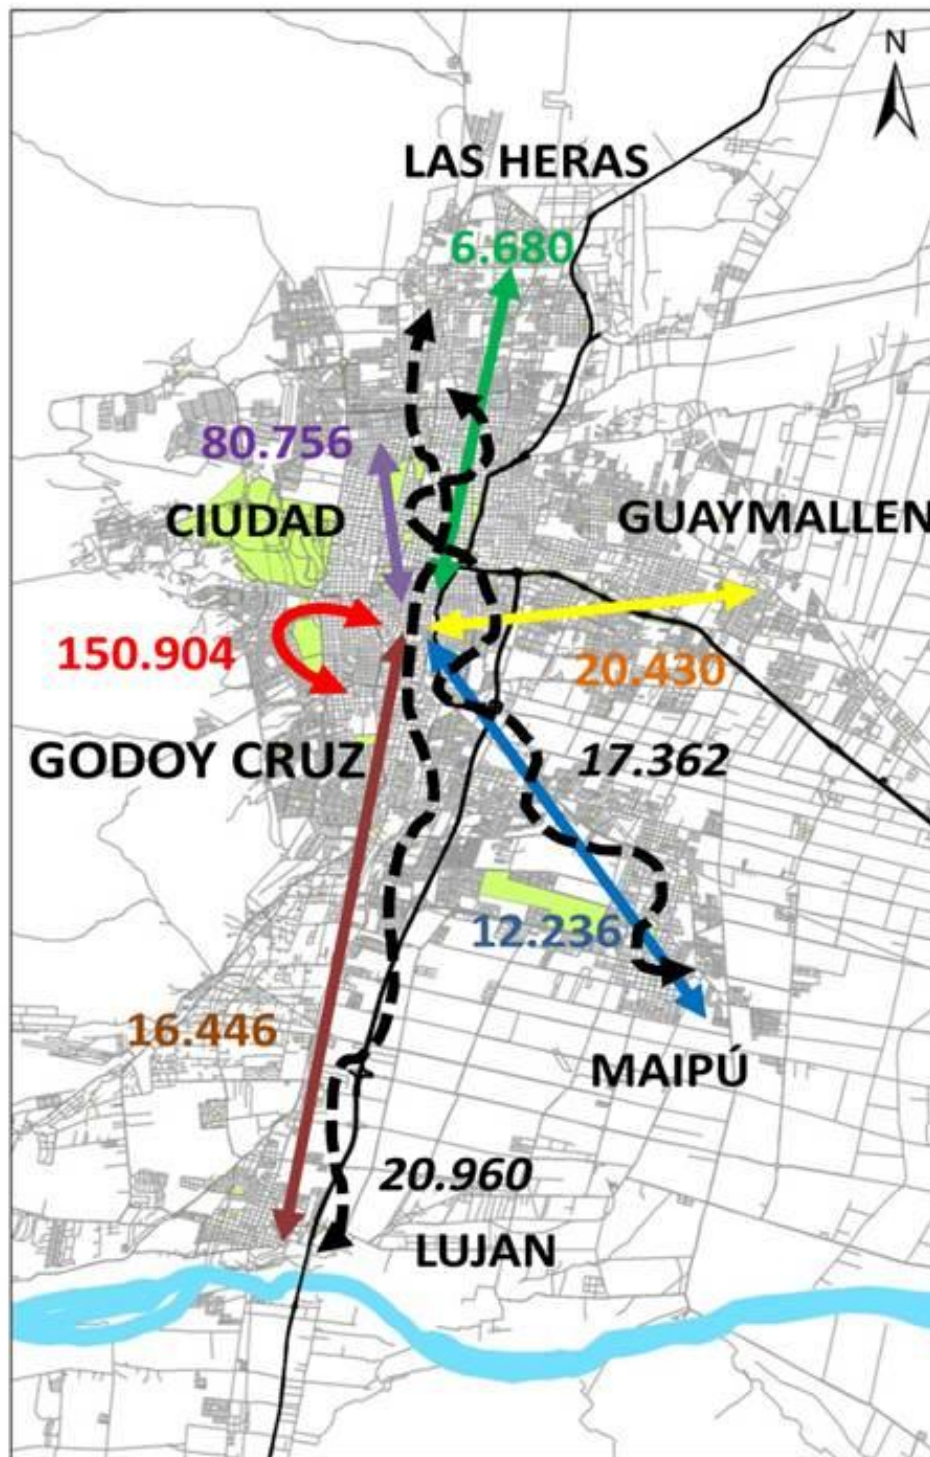 N
LAS HERAS
6.680
80.756
CIUDAD
GUAYMALLEN
150.904
20.430
GODOY CRUZ
17.362
12.236
16.446
MAIPÚ
20.960
LUJAN